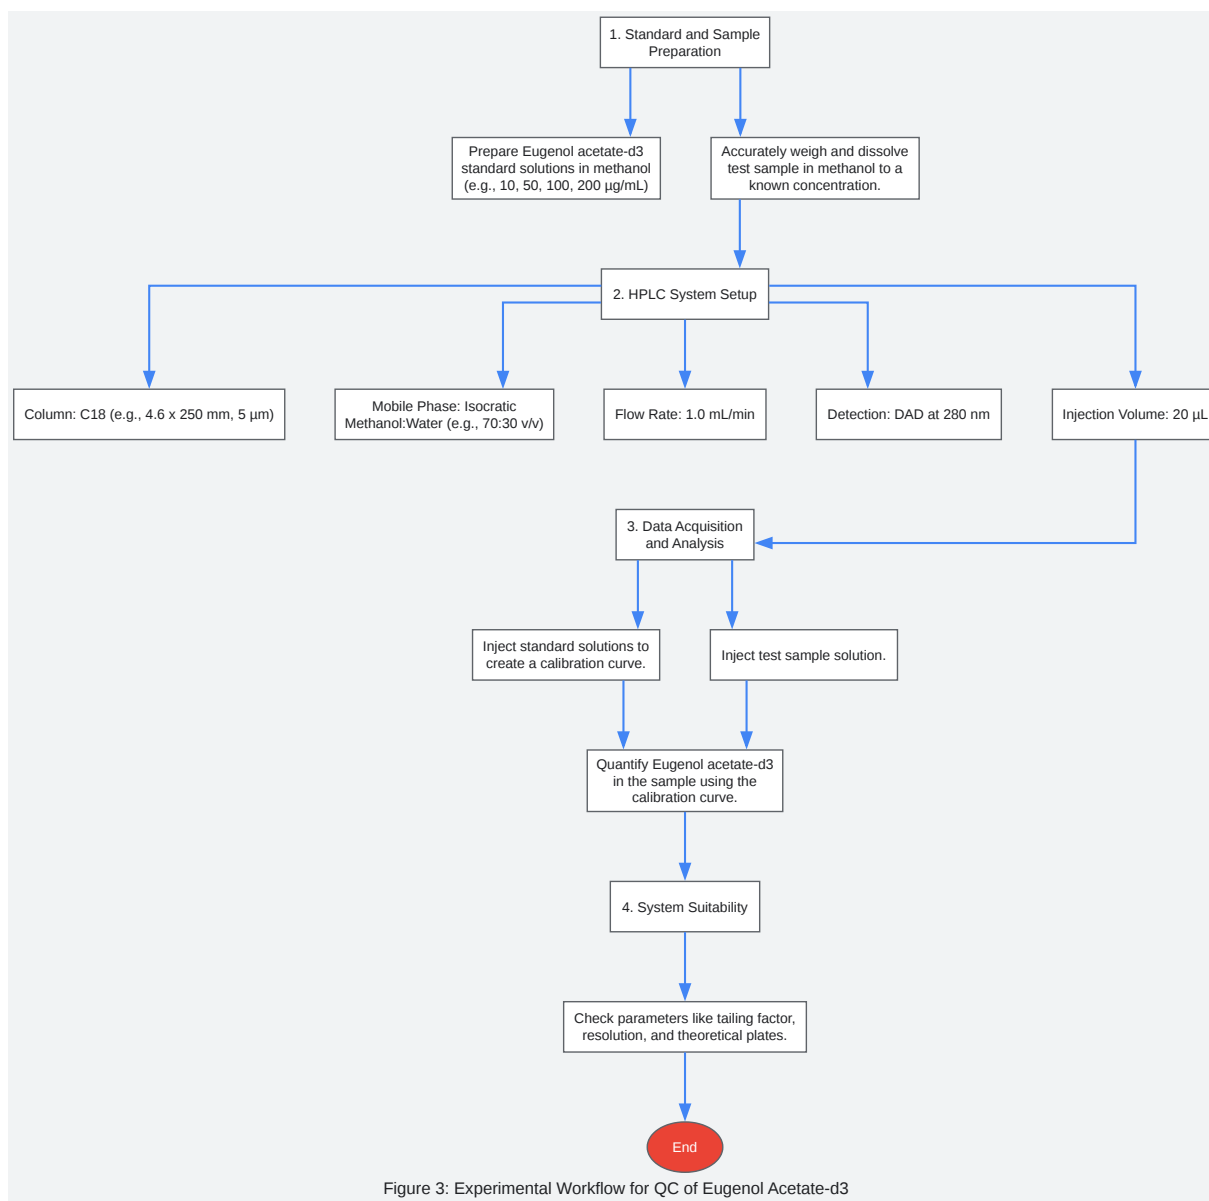 1. Standard and Sample
Preparation
Prepare Eugenol acetate-d3
standard solutions in methanol
(e.g., 10, 50, 100, 200 µg/mL)
Accurately weigh and dissolve
test sample in methanol to a
known concentration.
2. HPLC System Setup
Column: C18 (e.g., 4.6 x 250 mm, 5 µm)
Mobile Phase: Isocratic
Methanol:Water (e.g., 70:30 v/v)
Flow Rate: 1.0 mL/min
Detection: DAD at 280 nm
Injection Volume: 20 µL
3. Data Acquisition
and Analysis
Inject standard solutions to
create a calibration curve.
Inject test sample solution.
Quantify Eugenol acetate-d3
in the sample using the
calibration curve.
4. System Suitability
Check parameters like tailing factor,
resolution, and theoretical plates.
End
Figure 3: Experimental Workflow for QC of Eugenol Acetate-d3